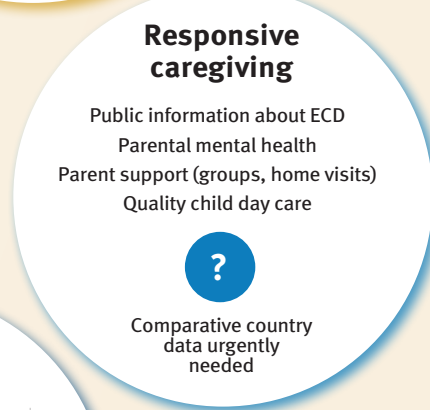 Responsive
caregiving
Public information about ECD
Parental mental health
Parent support (groups, home visits)
Quality child day care
?
Comparative country
data urgently
needed